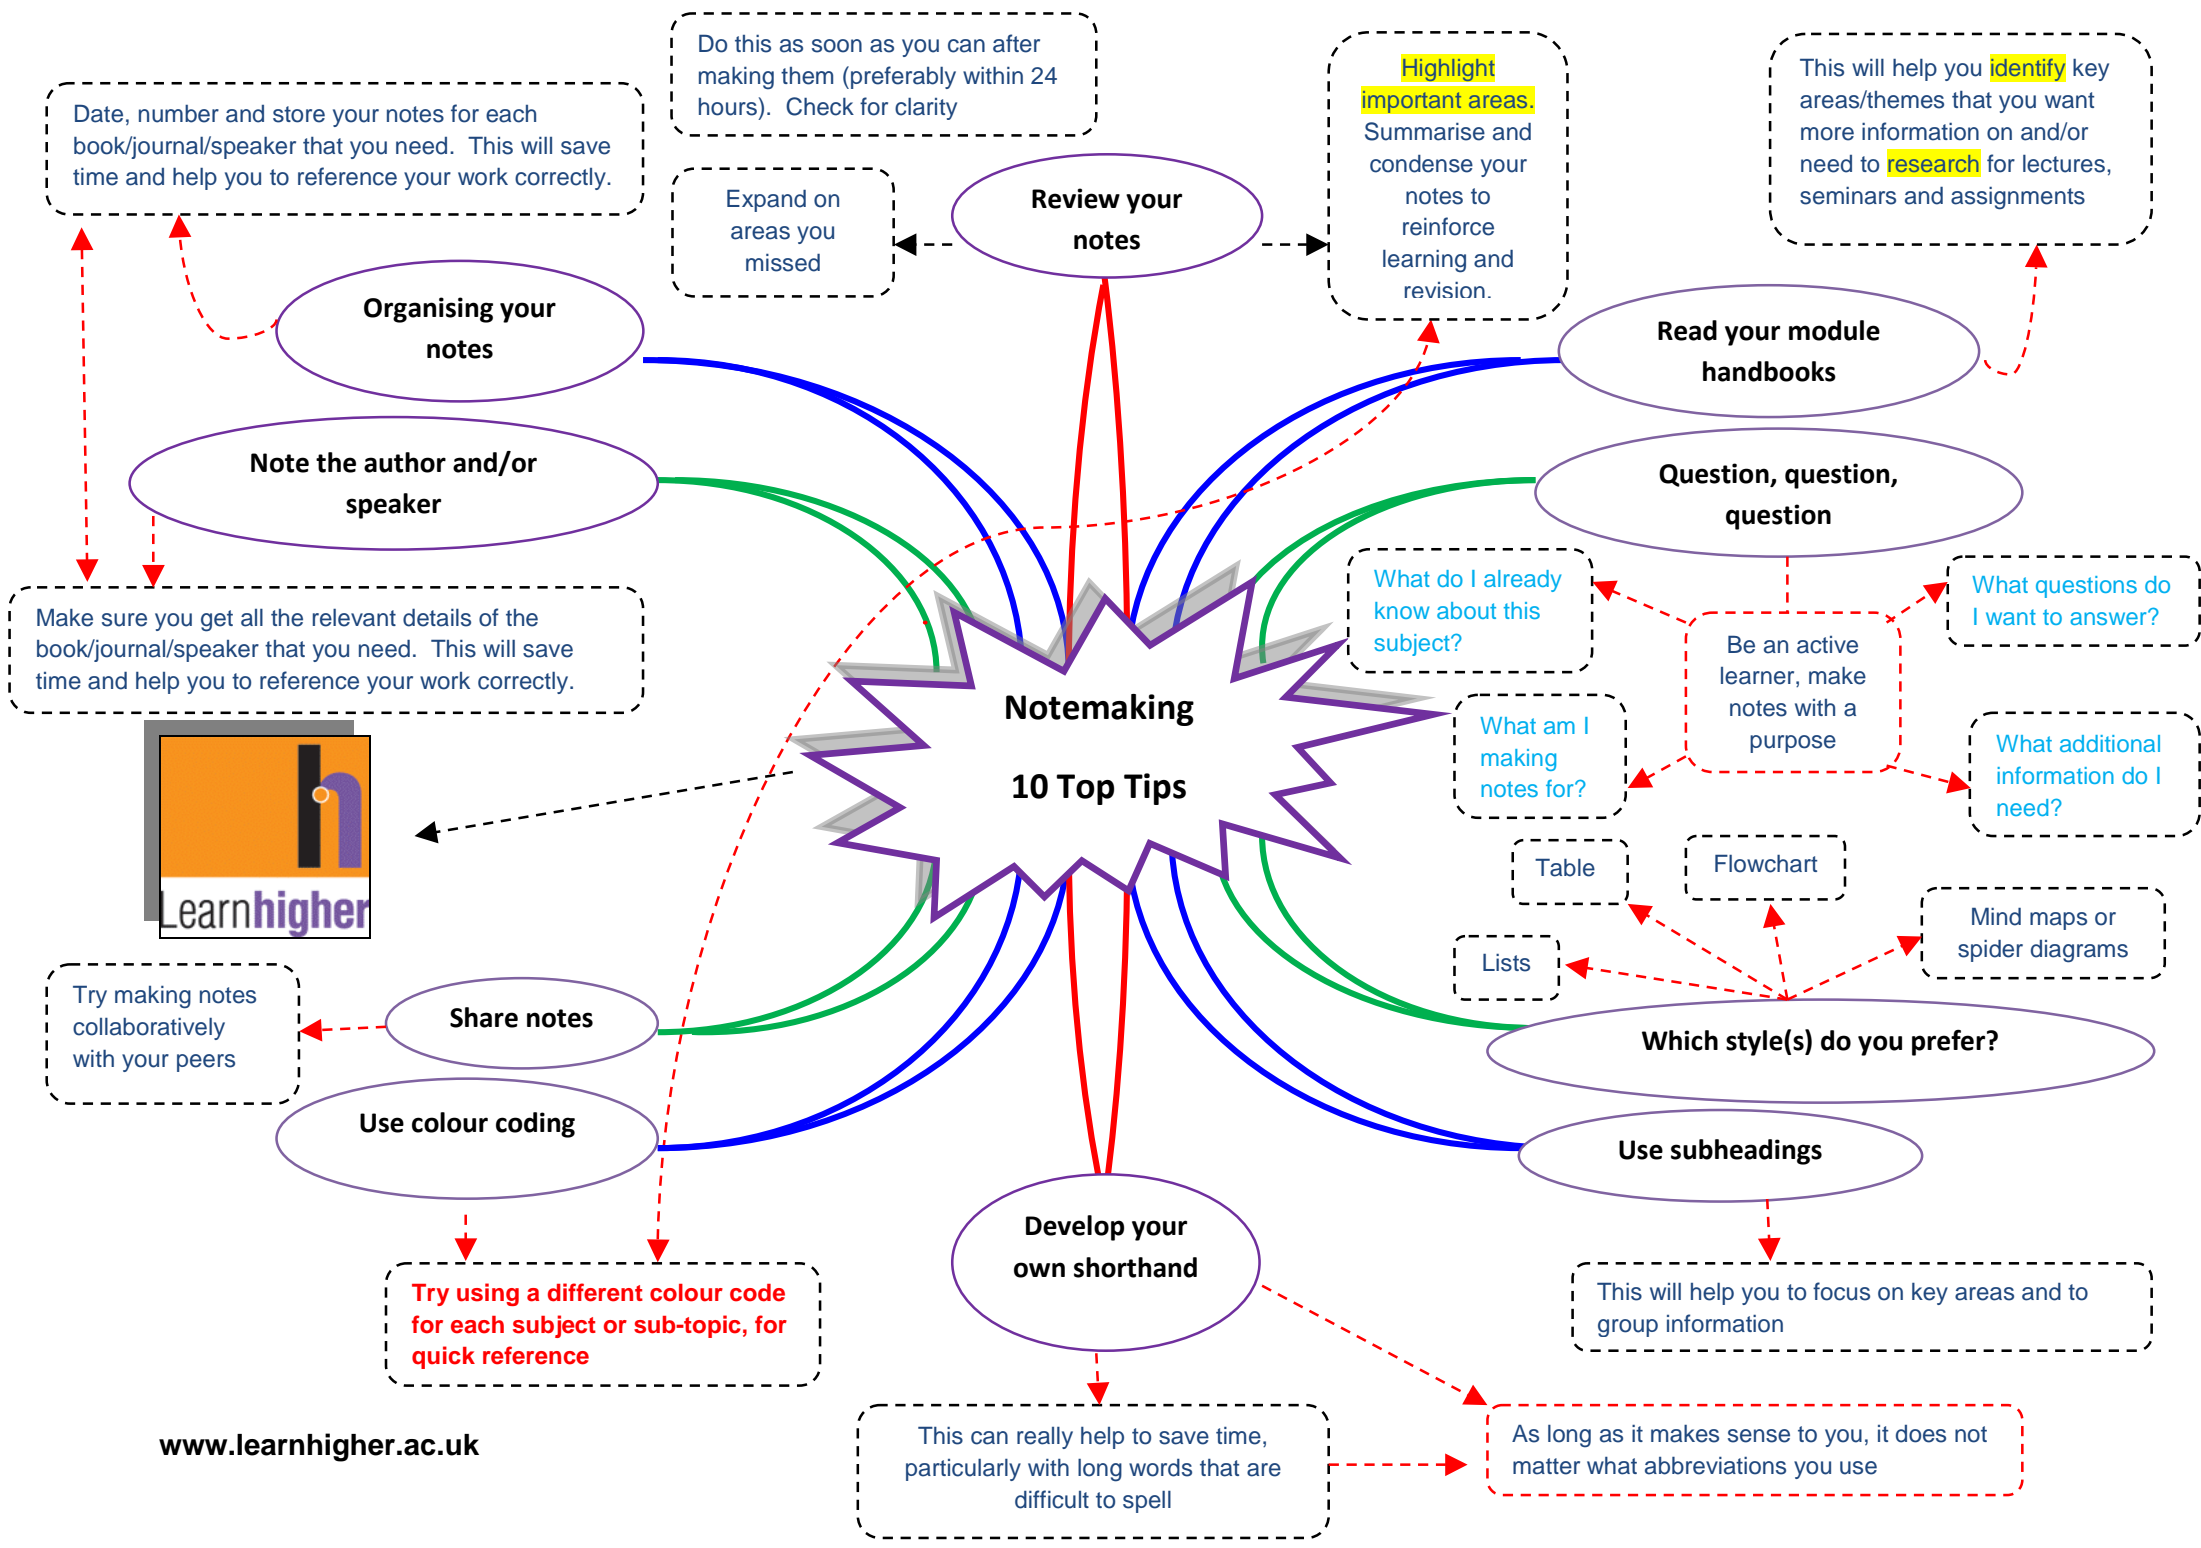 Do this as soon as you can after
making them (preferably within 24
hours).  Check for clarity
Highlight
important areas.
Summarise and
condense your
notes to
reinforce
learning and
revision.
This will help you identify key
areas/themes that you want
more information on and/or
need to research for lectures,
seminars and assignments
Date, number and store your notes for each
book/journal/speaker that you need.  This will save
time and help you to reference your work correctly.
Expand on
areas you
missed
Review your
notes
Organising your
notes
Read your module
handbooks
Note the author and/or
speaker
Question, question,
question
What do I already
know about this
subject?
What questions do
I want to answer?
Be an active
learner, make
notes with a
purpose
Make sure you get all the relevant details of the
book/journal/speaker that you need.  This will save
time and help you to reference your work correctly.
Notemaking
10 Top Tips
What am I
making
notes for?
What additional
information do I
need?
Learnhigher
Table
Flowchart
Mind maps or
spider diagrams
Lists
Try making notes
collaboratively
with your peers
Share notes
Which style(s) do you prefer?
Use colour coding
Use subheadings
Develop your
own shorthand
Try using a different colour code
for each subject or sub-topic, for
quick reference
This will help you to focus on key areas and to
group information
This can really help to save time,
particularly with long words that are
difficult to spell
As long as it makes sense to you, it does not
matter what abbreviations you use
www.learnhigher.ac.uk